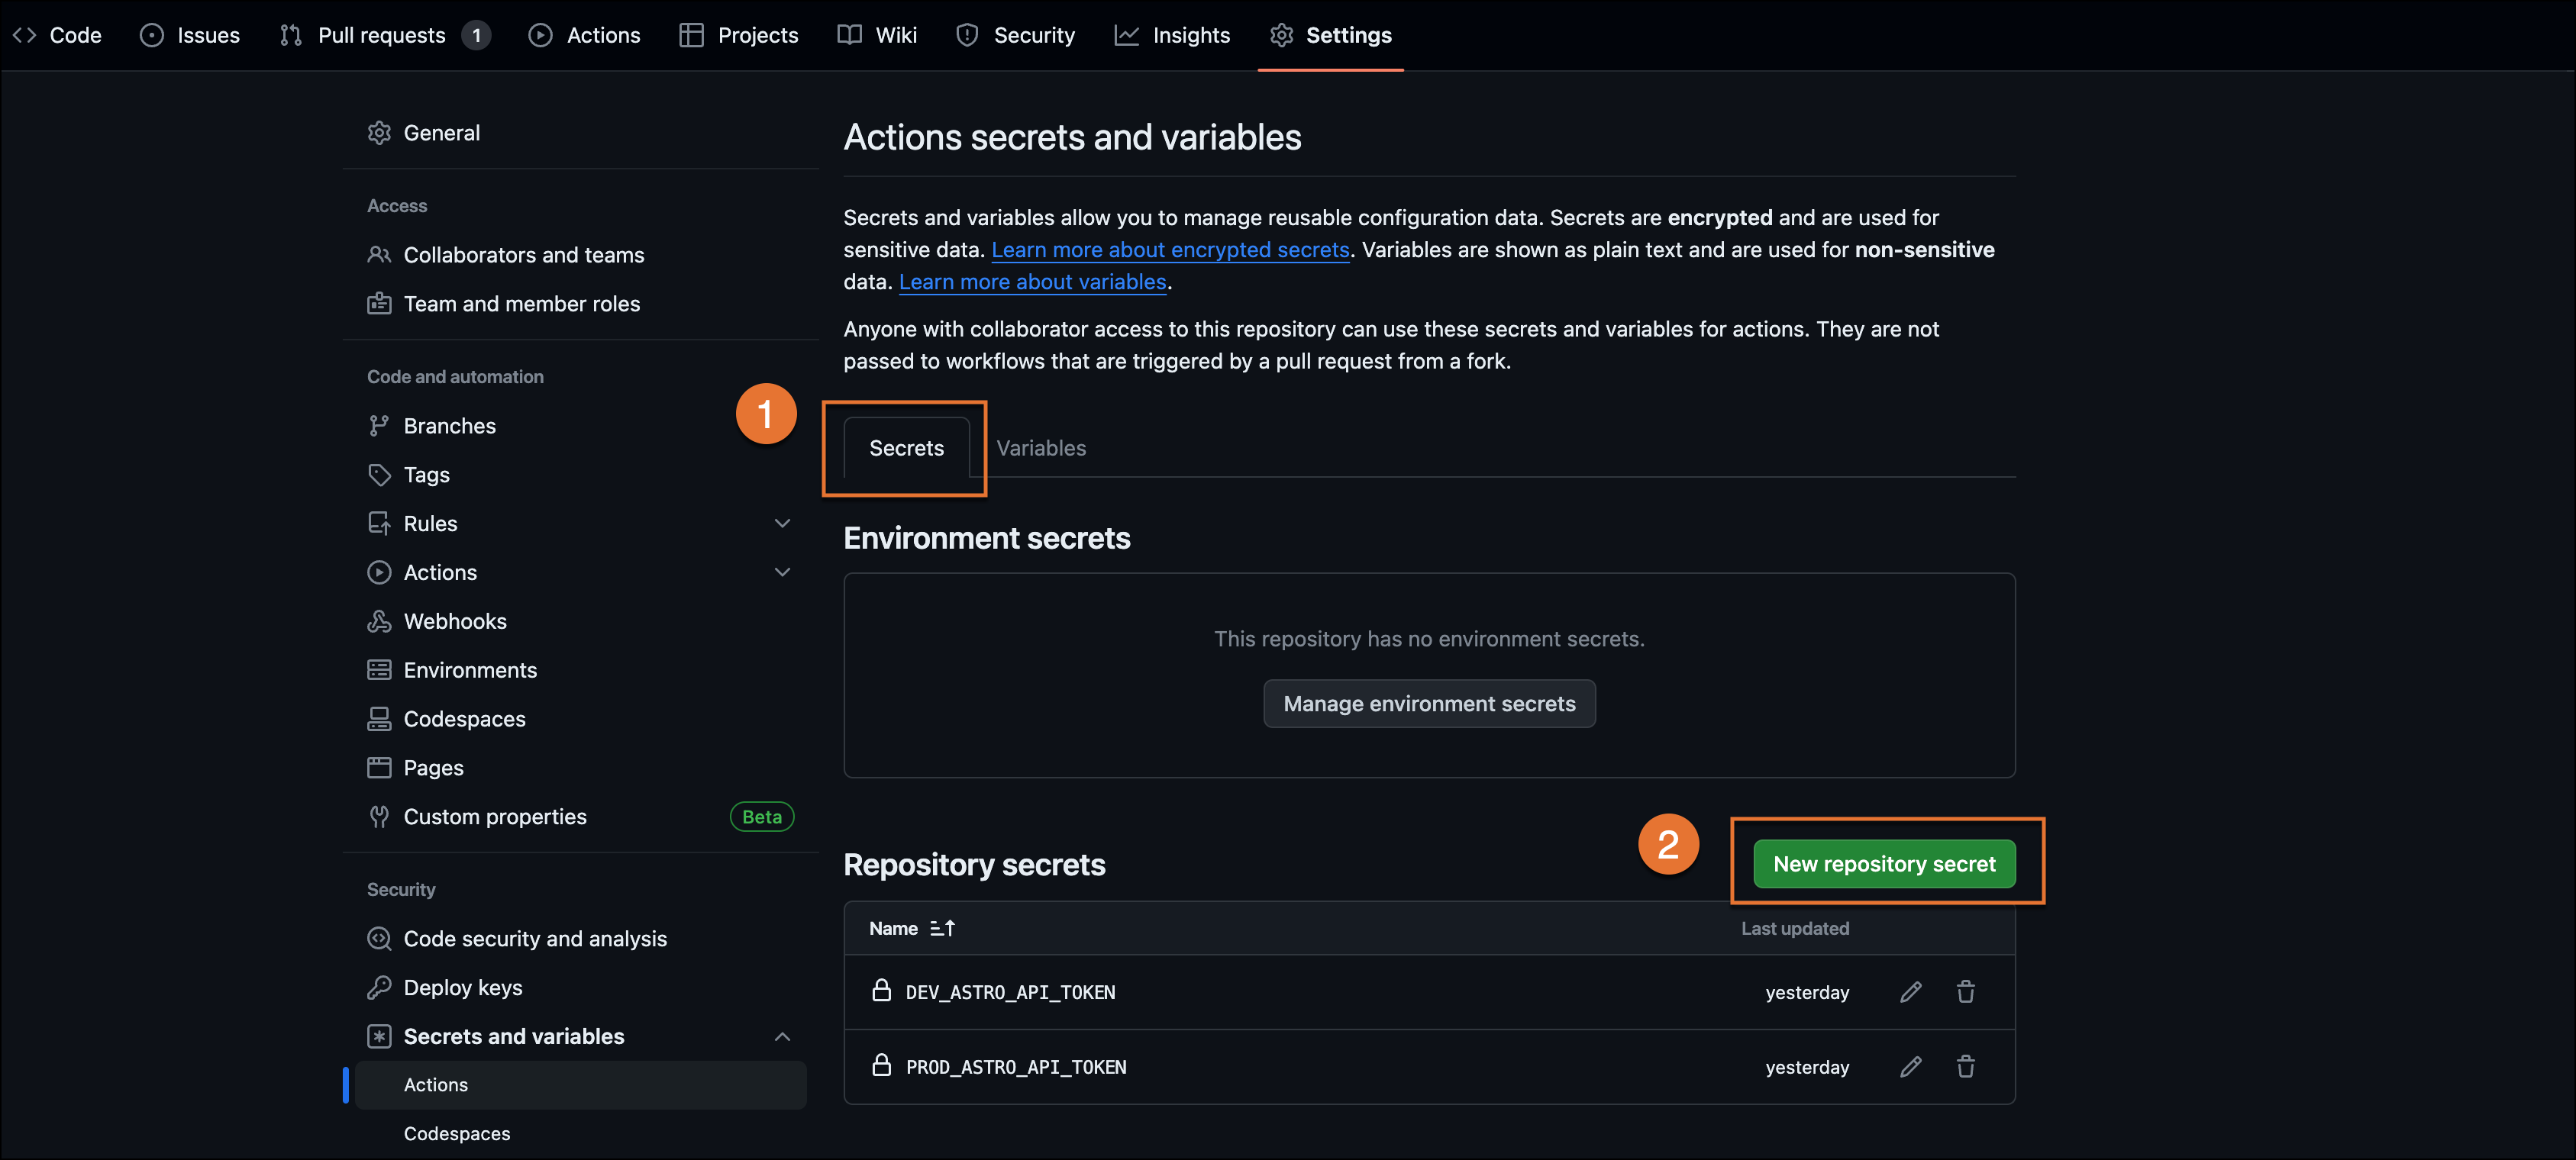 Code Issues Pull requests 1 Actions Projects Wiki Security Insights Settings
General
Access
Collaborators and teams
Team and member roles
Code and automation
Branches
Tags
Rules
Actions
Webhooks
Environments
Codespaces
Pages
Custom properties Beta
Security
Code security and analysis
Deploy keys
Secrets and variables
Actions
Codespaces
Actions secrets and variables
Secrets and variables allow you to manage reusable configuration data. Secrets are encrypted and are used for
sensitive data. Learn more about encrypted secrets. Variables are shown as plain text and are used for non-sensitive
data. Learn more about variables.
Anyone with collaborator access to this repository can use these secrets and variables for actions. They are not
passed to workflows that are triggered by a pull request from a fork.
1
Secrets Variables
Environment secrets
This repository has no environment secrets.
Manage environment secrets
Repository secrets 2 New repository secret
Name Last updated
DEV_ASTRO_API_TOKEN yesterday
PROD_ASTRO_API_TOKEN yesterday